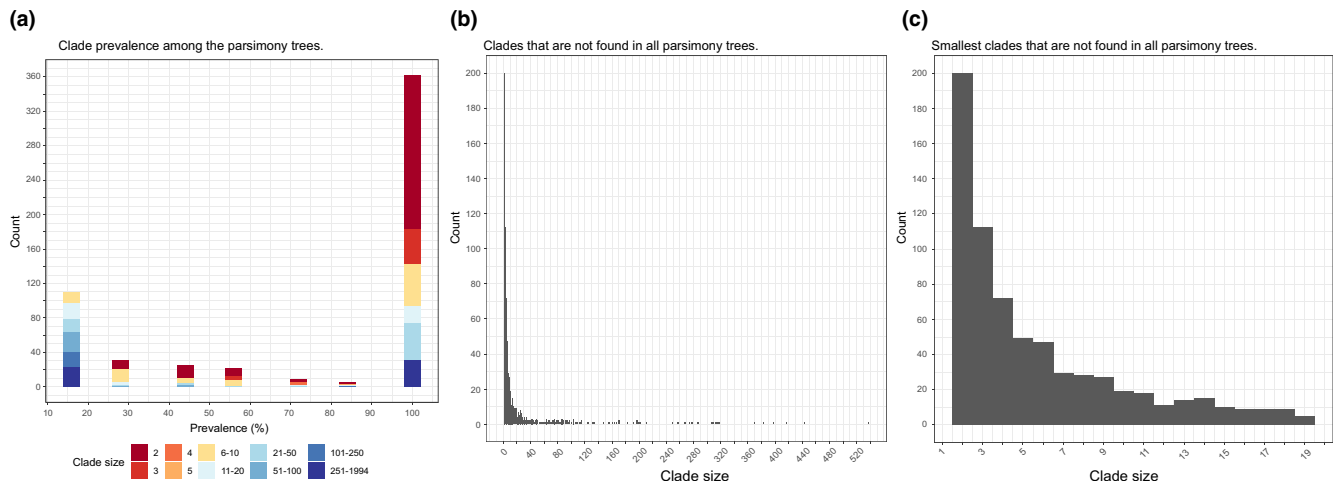 (a)
Clade prevalence among the parsimony trees.
360
320
280
240
200
160
120
80
40
0
Count
10 20 30 40 50 60 70 80 90 100
Prevalence (%)
Clade size
2 4 6-10 21-50 101-250
3 5 11-20 51-100 251-1994
(b)
Clades that are not found in all parsimony trees.
200
180
160
140
120
100
80
60
40
20
0
Count
0 40 80 120 160 200 240 280 320 360 400 440 480 520
Clade size
(c)
Smallest clades that are not found in all parsimony trees.
200
180
160
140
120
100
80
60
40
20
0
Count
1 3 5 7 9 11 13 15 17 19
Clade size